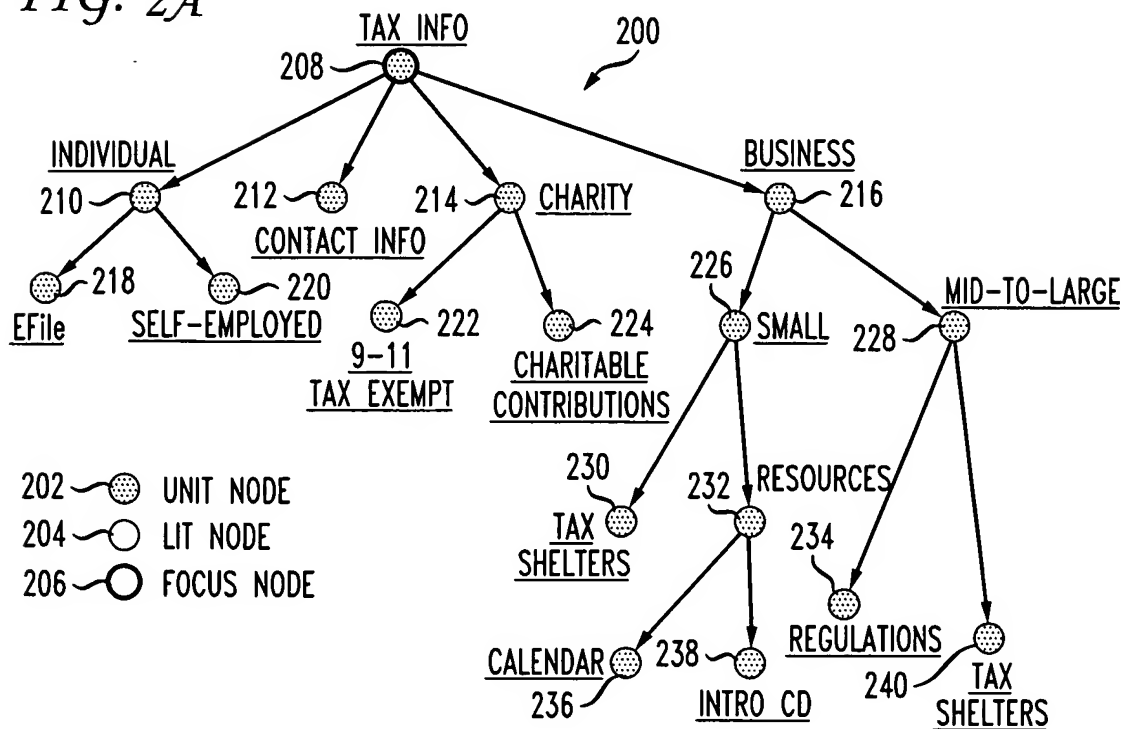 FIG. 2A
TAX INFO
208
200
INDIVIDUAL
BUSINESS
210
212
214
CHARITY
216
CONTACT INFO
218
220
226
MID-TO-LARGE
EFile
SELF-EMPLOYED
222
224
SMALL
228
9-11
TAX EXEMPT
CHARITABLE
CONTRIBUTIONS
230
RESOURCES
202 UNIT NODE
232
204 LIT NODE
TAX
SHELTERS
234
206 FOCUS NODE
REGULATIONS
CALENDAR
238
240
TAX
SHELTERS
236
INTRO CD